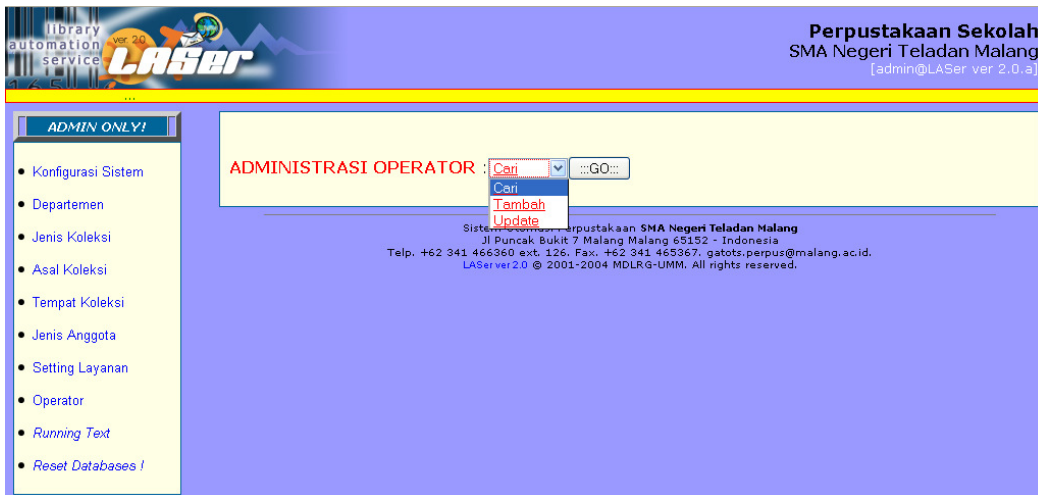 library
automation
service
ver. 2.0
LASer
Perpustakaan Sekolah
SMA Negeri Teladan Malang
[admin@LASer ver 2.0.a]
...
ADMIN ONLY!
Konfigurasi Sistem
Departemen
Jenis Koleksi
Asal Koleksi
Tempat Koleksi
Jenis Anggota
Setting Layanan
Operator
Running Text
Reset Databases !
ADMINISTRASI OPERATOR : Cari :::GO:::
Cari
Tambah
Update
Sistem Otomasi Perpustakaan SMA Negeri Teladan Malang
Jl Puncak Bukit 7 Malang Malang 65152 - Indonesia
Telp. +62 341 466360 ext. 126. Fax. +62 341 465367. gatots.perpus@malang.ac.id.
LASer ver 2.0 © 2001-2004 MDLRG-UMM. All rights reserved.